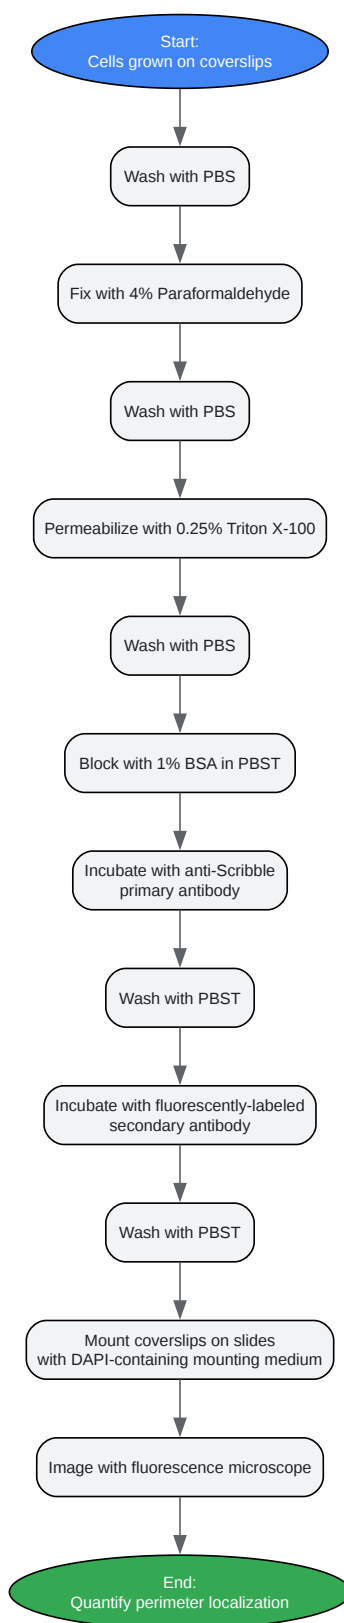 Start:
Cells grown on coverslips
Wash with PBS
Fix with 4% Paraformaldehyde
Wash with PBS
Permeabilize with 0.25% Triton X-100
Wash with PBS
Block with 1% BSA in PBST
Incubate with anti-Scribble
primary antibody
Wash with PBST
Incubate with fluorescently-labeled
secondary antibody
Wash with PBST
Mount coverslips on slides
with DAPI-containing mounting medium
Image with fluorescence microscope
End:
Quantify perimeter localization